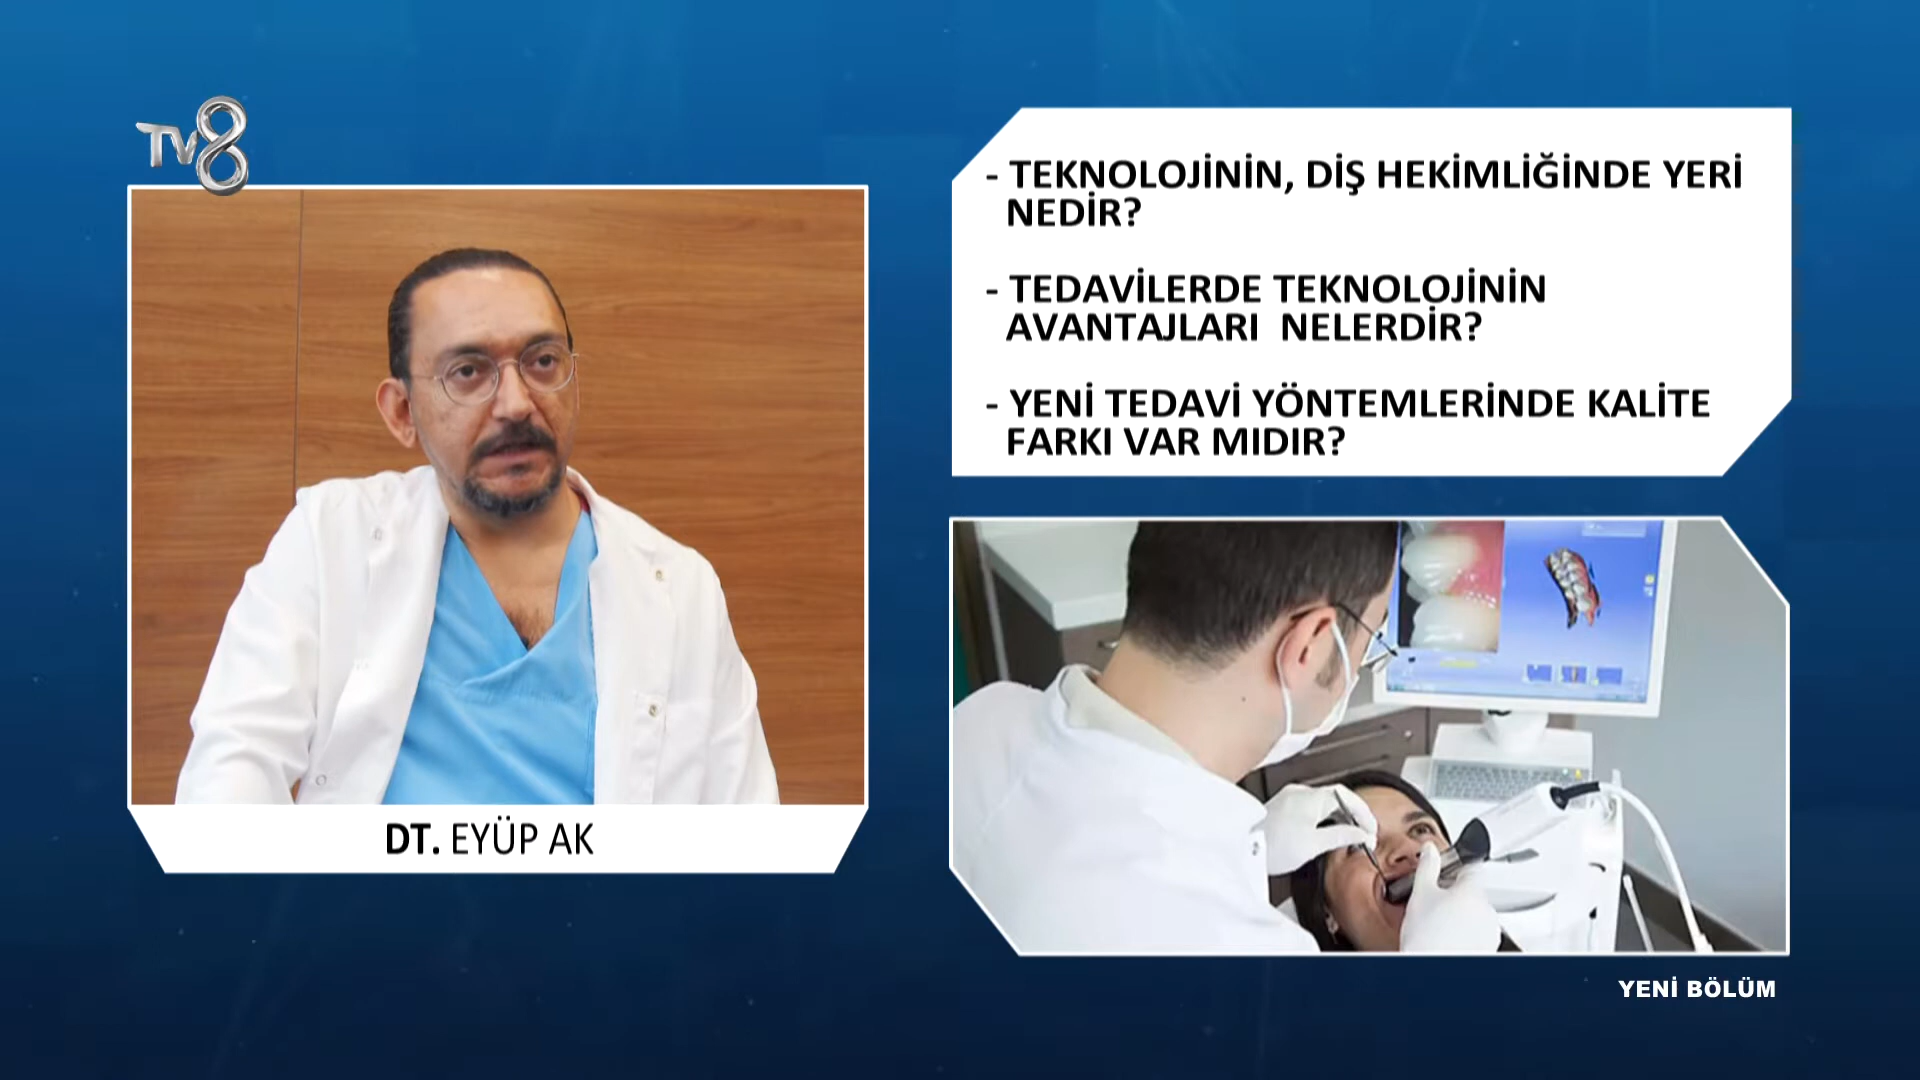 TV8
- TEKNOLOJİNİN, DİŞ HEKİMLİĞİNDE YERİ
NEDİR?
- TEDAVİLERDE TEKNOLOJİNİN
AVANTAJLARI  NELERDİR?
- YENİ TEDAVİ YÖNTEMLERİNDE KALİTE
FARKI VAR MIDIR?
DT. EYÜP AK
YENİ BÖLÜM